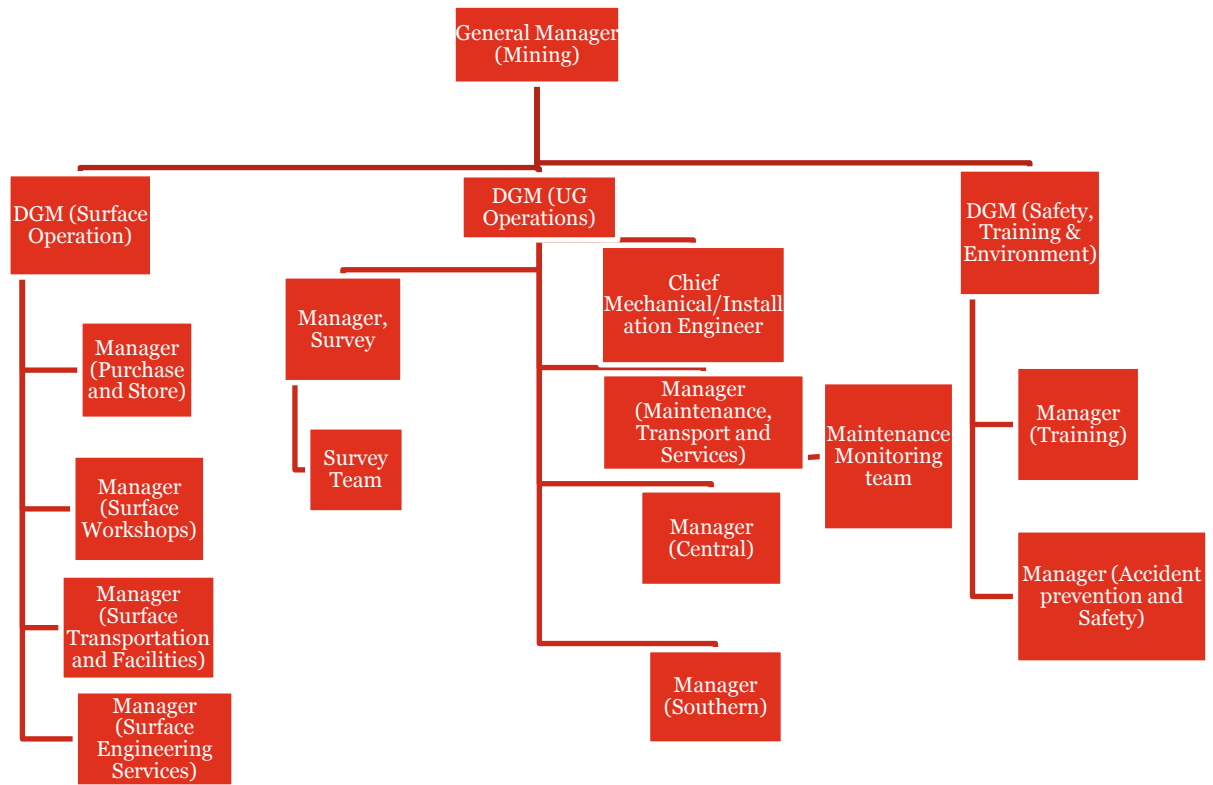 General Manager
(Mining)
DGM (Surface
Operation)
DGM (UG
Operations)
DGM (Safety,
Training &
Environment)
Manager
(Purchase
and Store)
Manager
(Surface
Workshops)
Manager
(Surface
Transportation
and Facilities)
Manager
(Surface
Engineering
Services)
Manager,
Survey
Survey
Team
Chief
Mechanical/Install
ation Engineer
Manager
(Maintenance,
Transport and
Services)
Maintenance
Monitoring
team
Manager
(Central)
Manager
(Southern)
Manager
(Training)
Manager (Accident
prevention and
Safety)